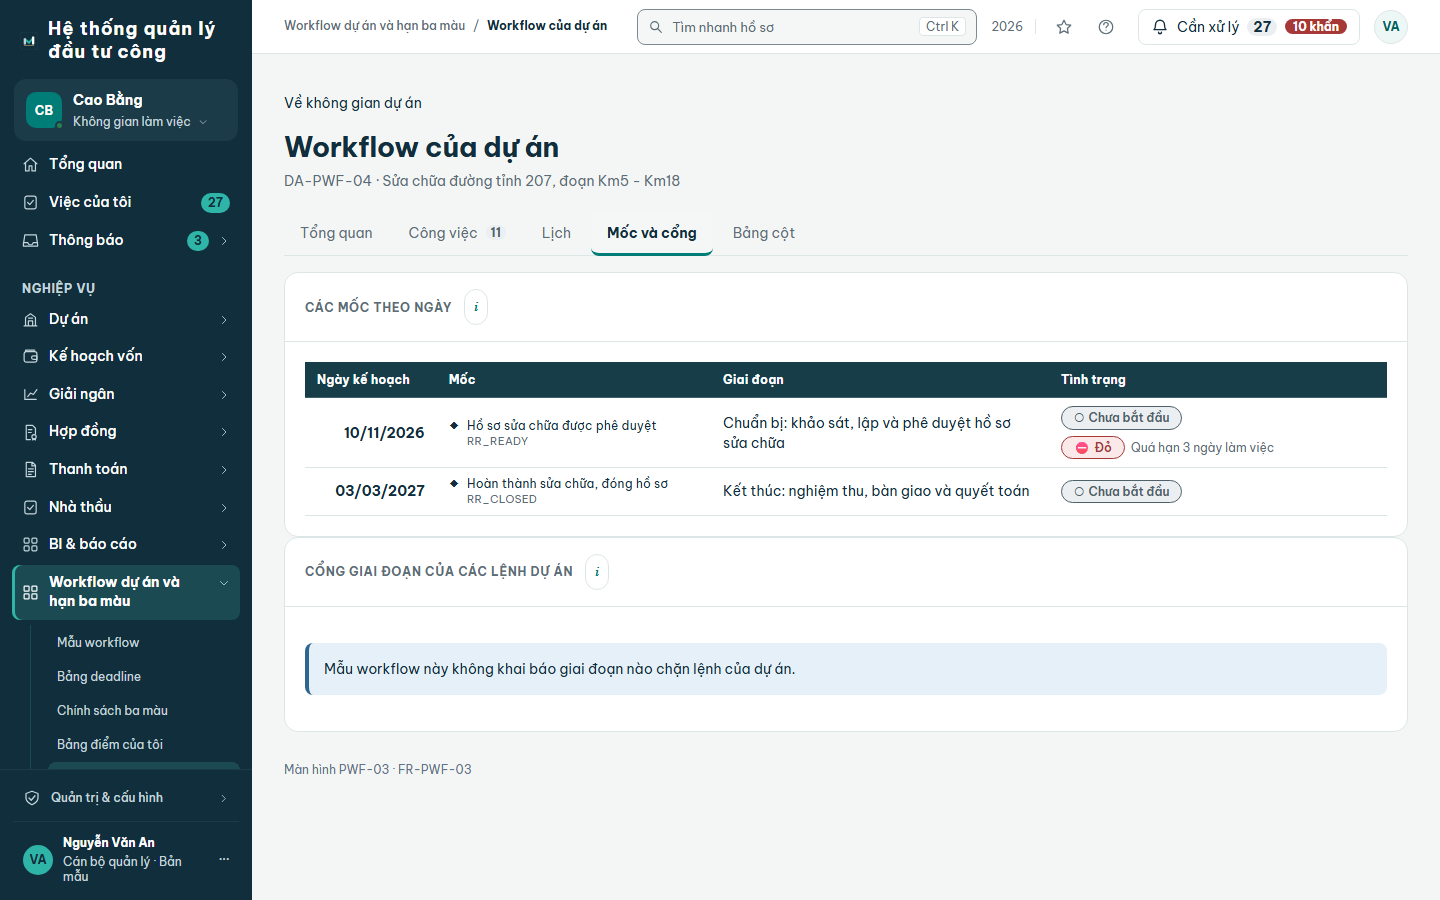 Hệ thống quản lý
đầu tư công
CB
Cao Bằng
Không gian làm việc
Tổng quan
Việc của tôi 27
Thông báo 3
NGHIỆP VỤ
Dự án
Kế hoạch vốn
Giải ngân
Hợp đồng
Thanh toán
Nhà thầu
BI & báo cáo
Workflow dự án và
hạn ba màu
Mẫu workflow
Bảng deadline
Chính sách ba màu
Bảng điểm của tôi
Quản trị & cấu hình
VA
Nguyễn Văn An
Cán bộ quản lý · Bản
mẫu
Workflow dự án và hạn ba màu / Workflow của dự án
Tìm nhanh hồ sơ Ctrl K
2026
Cần xử lý 27 10 khẩn
VA
Về không gian dự án
Workflow của dự án
DA-PWF-04 · Sửa chữa đường tỉnh 207, đoạn Km5 - Km18
Tổng quan Công việc 11 Lịch Mốc và cổng Bảng cột
CÁC MỐC THEO NGÀY i
Ngày kế hoạch Mốc Giai đoạn Tình trạng
10/11/2026
Hồ sơ sửa chữa được phê duyệt
RR_READY
Chuẩn bị: khảo sát, lập và phê duyệt hồ sơ
sửa chữa
Chưa bắt đầu
Đỏ Quá hạn 3 ngày làm việc
03/03/2027
Hoàn thành sửa chữa, đóng hồ sơ
RR_CLOSED
Kết thúc: nghiệm thu, bàn giao và quyết toán
Chưa bắt đầu
CỔNG GIAI ĐOẠN CỦA CÁC LỆNH DỰ ÁN i
Mẫu workflow này không khai báo giai đoạn nào chặn lệnh của dự án.
Màn hình PWF-03 · FR-PWF-03